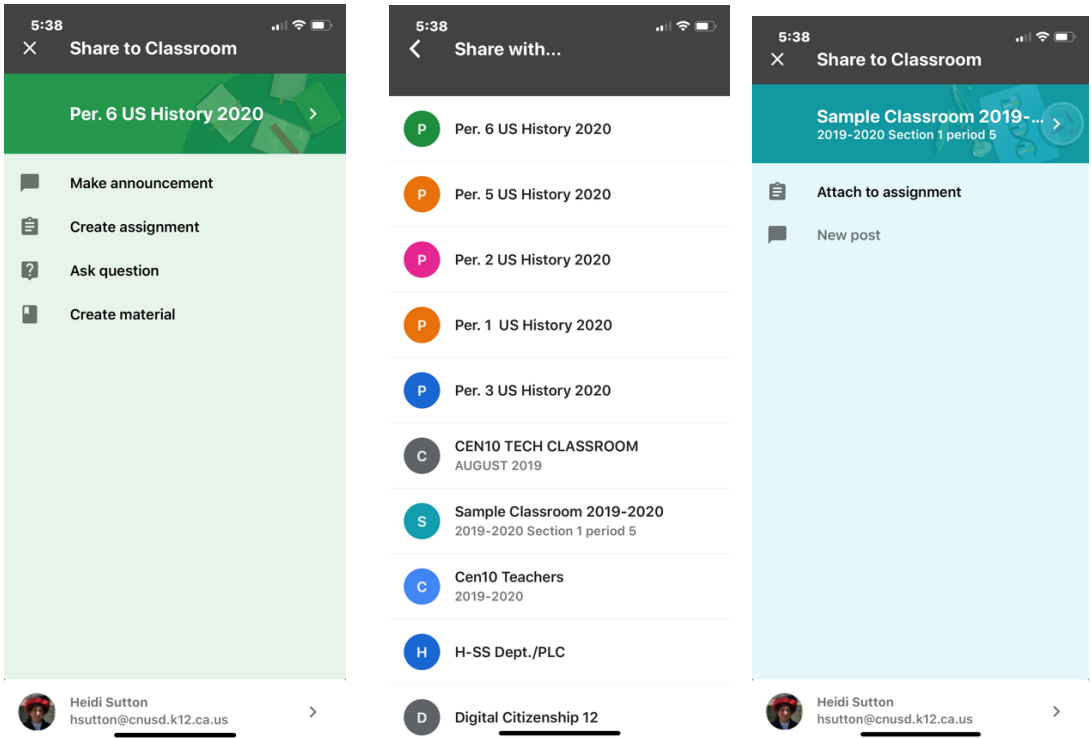 5:38
Share to Classroom
Per. 6 US History 2020
Make announcement
Create assignment
Ask question
Create material
Heidi Sutton
hsutton@cnusd.k12.ca.us
5:38
Share with...
P Per. 6 US History 2020
P Per. 5 US History 2020
P Per. 2 US History 2020
P Per. 1 US History 2020
P Per. 3 US History 2020
C CEN10 TECH CLASSROOM
AUGUST 2019
S Sample Classroom 2019-2020
2019-2020 Section 1 period 5
C Cen10 Teachers
2019-2020
H H-SS Dept./PLC
D Digital Citizenship 12
5:38
Share to Classroom
Sample Classroom 2019-...
2019-2020 Section 1 period 5
Attach to assignment
New post
Heidi Sutton
hsutton@cnusd.k12.ca.us